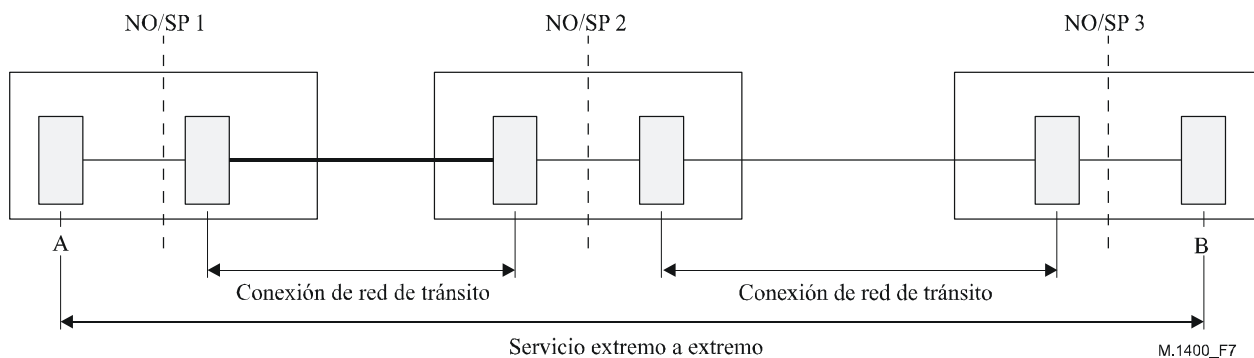 NO/SP 1
NO/SP 2
NO/SP 3
A
B
Conexión de red de tránsito
Conexión de red de tránsito
Servicio extremo a extremo
M.1400_F7